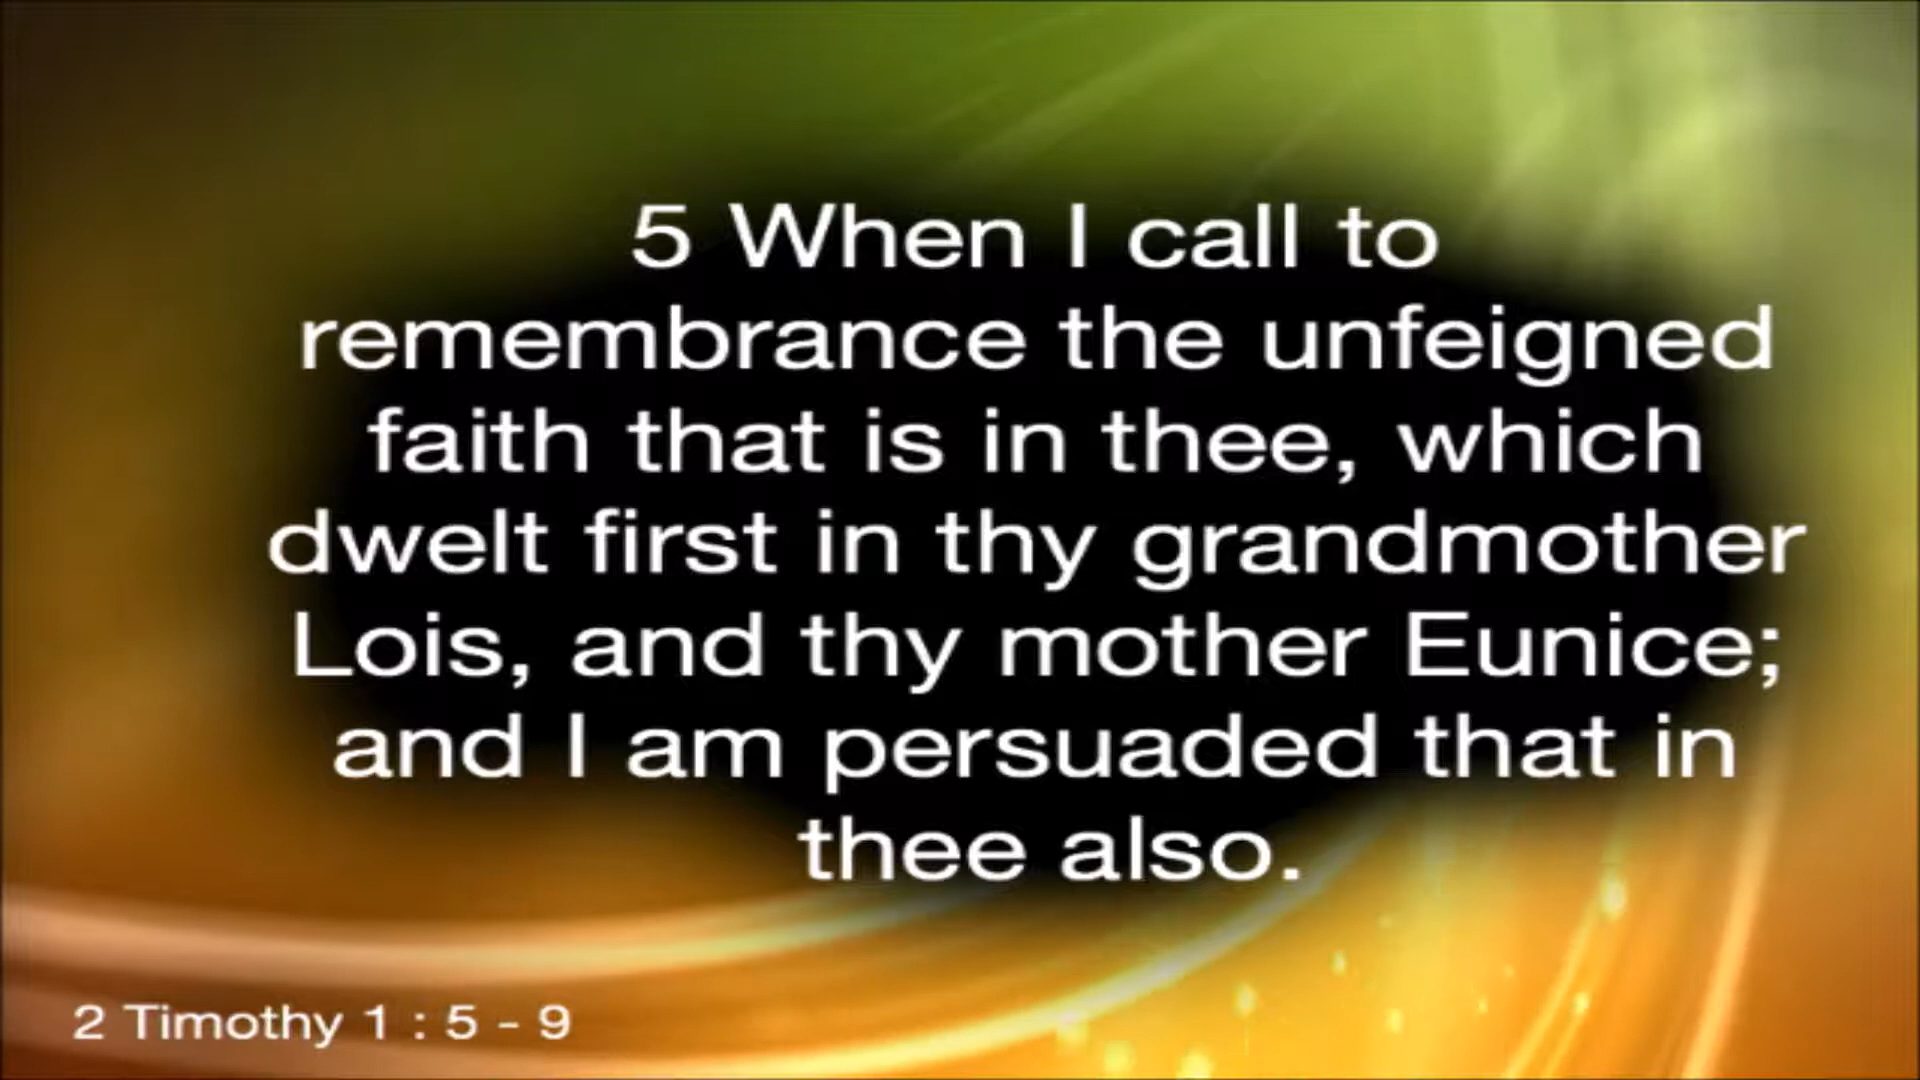 5 When I call to
remembrance the unfeigned
faith that is in thee, which
dwelt first in thy grandmother
Lois, and thy mother Eunice;
and I am persuaded that in
thee also.
2 Timothy 1 : 5 - 9